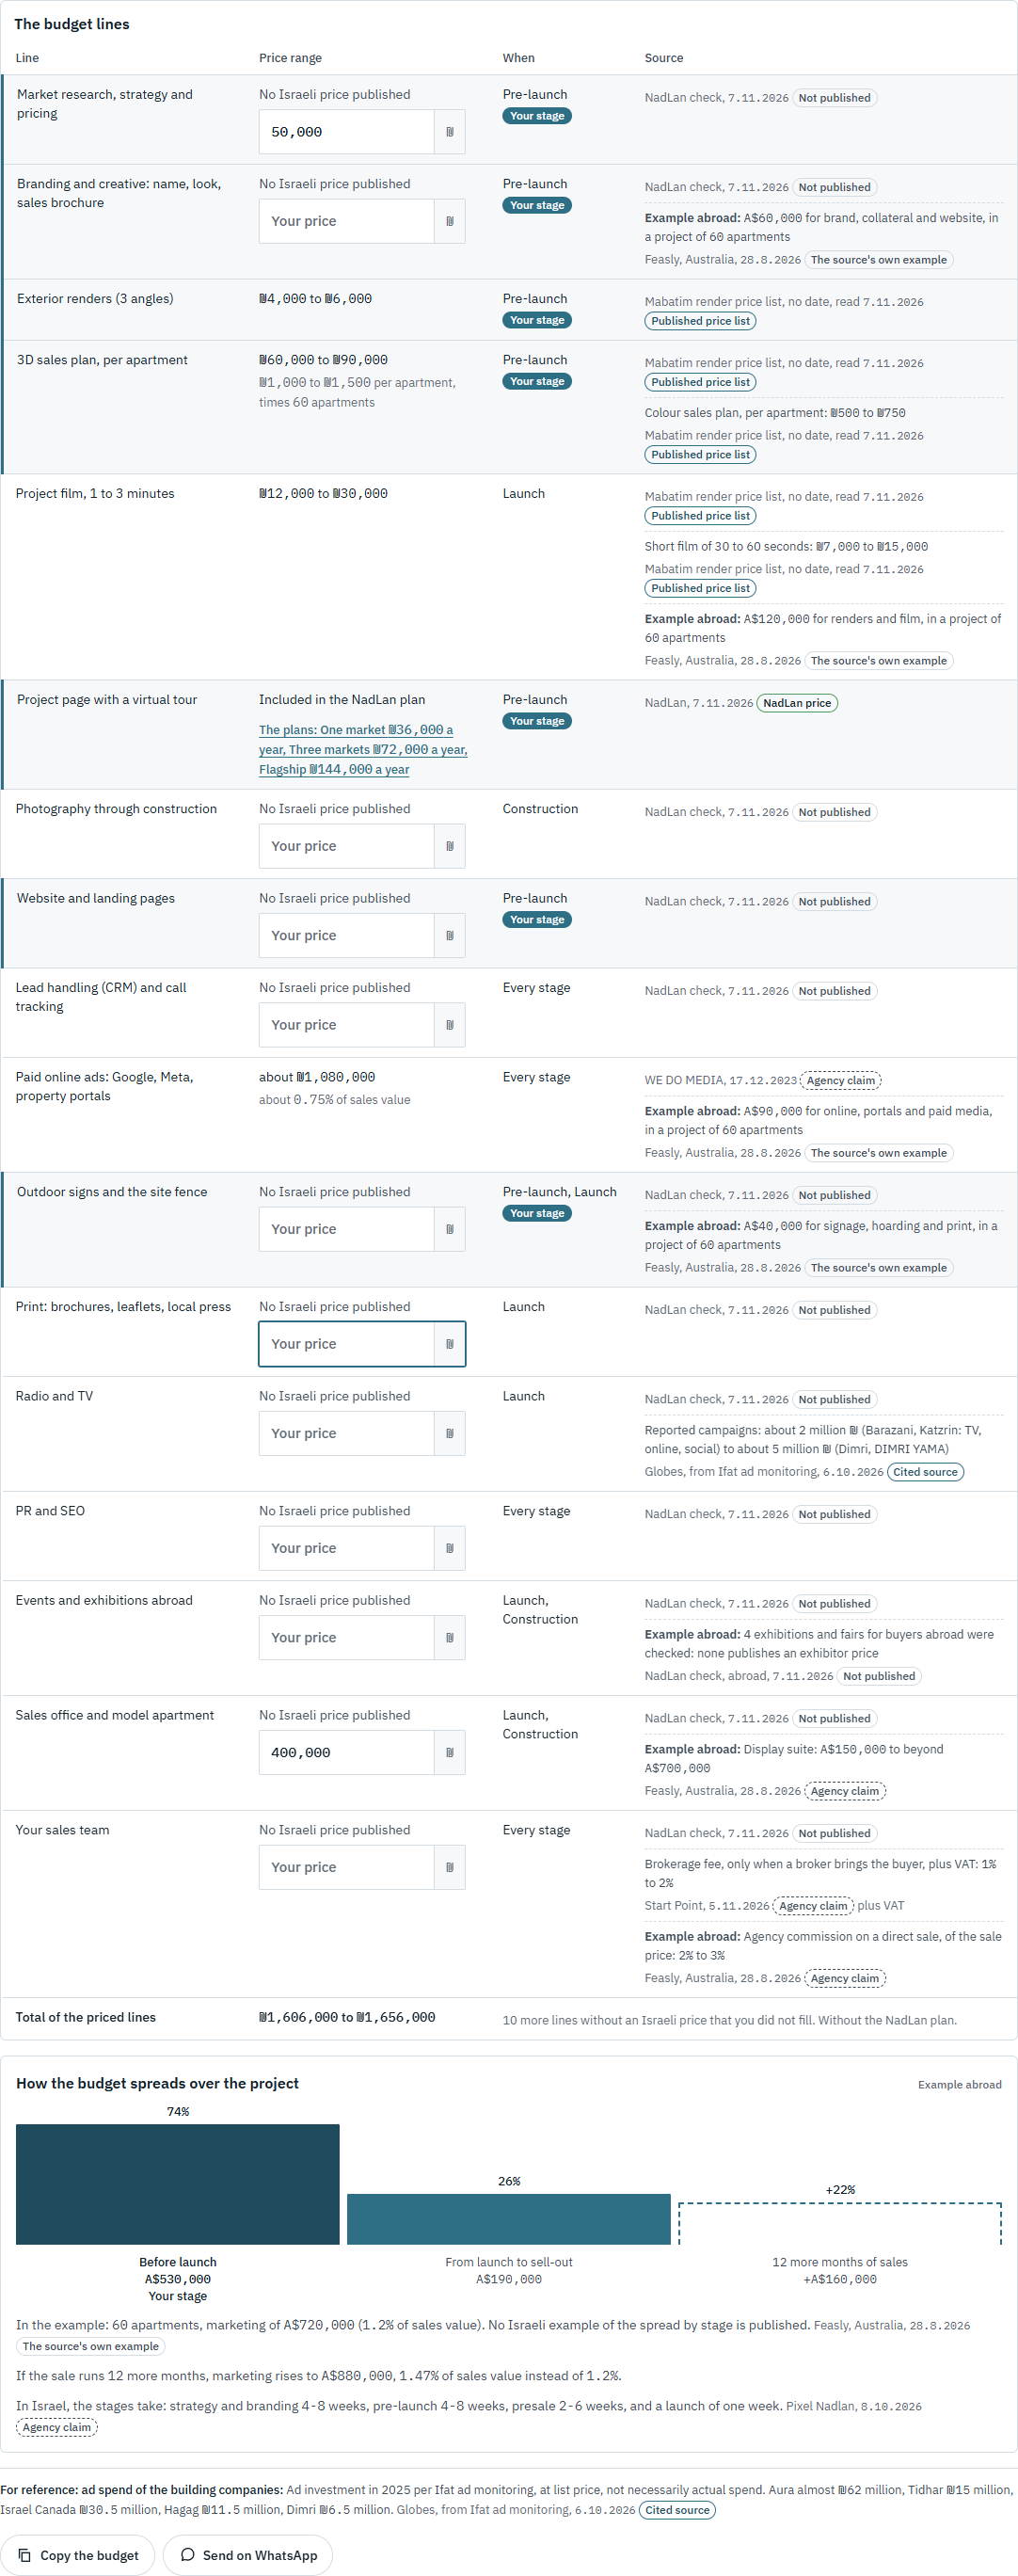 The budget lines
Line Price range When Source
Market research, strategy and pricing
No Israeli price published
50,000 ₪
Pre-launch
Your stage
NadLan check, 7.11.2026 Not published
Branding and creative: name, look, sales brochure
No Israeli price published
Your price ₪
Pre-launch
Your stage
NadLan check, 7.11.2026 Not published
Example abroad: A$60,000 for brand, collateral and website, in
a project of 60 apartments
Feasly, Australia, 28.8.2026 The source's own example
Exterior renders (3 angles)
₪4,000 to ₪6,000
Pre-launch
Your stage
Mabatim render price list, no date, read 7.11.2026
Published price list
3D sales plan, per apartment
₪60,000 to ₪90,000
₪1,000 to ₪1,500 per apartment,
times 60 apartments
Pre-launch
Your stage
Mabatim render price list, no date, read 7.11.2026
Published price list
Colour sales plan, per apartment: ₪500 to ₪750
Mabatim render price list, no date, read 7.11.2026
Published price list
Project film, 1 to 3 minutes
₪12,000 to ₪30,000
Launch
Mabatim render price list, no date, read 7.11.2026
Published price list
Short film of 30 to 60 seconds: ₪7,000 to ₪15,000
Mabatim render price list, no date, read 7.11.2026
Published price list
Example abroad: A$120,000 for renders and film, in a project of
60 apartments
Feasly, Australia, 28.8.2026 The source's own example
Project page with a virtual tour
Included in the NadLan plan
The plans: One market ₪36,000 a
year, Three markets ₪72,000 a year,
Flagship ₪144,000 a year
Pre-launch
Your stage
NadLan, 7.11.2026 NadLan price
Photography through construction
No Israeli price published
Your price ₪
Construction
NadLan check, 7.11.2026 Not published
Website and landing pages
No Israeli price published
Your price ₪
Pre-launch
Your stage
NadLan check, 7.11.2026 Not published
Lead handling (CRM) and call
tracking
No Israeli price published
Your price ₪
Every stage
NadLan check, 7.11.2026 Not published
Paid online ads: Google, Meta,
property portals
about ₪1,080,000
about 0.75% of sales value
Every stage
WE DO MEDIA, 17.12.2023 Agency claim
Example abroad: A$90,000 for online, portals and paid media,
in a project of 60 apartments
Feasly, Australia, 28.8.2026 The source's own example
Outdoor signs and the site fence
No Israeli price published
Your price ₪
Pre-launch, Launch
Your stage
NadLan check, 7.11.2026 Not published
Example abroad: A$40,000 for signage, hoarding and print, in a
project of 60 apartments
Feasly, Australia, 28.8.2026 The source's own example
Print: brochures, leaflets, local press
No Israeli price published
Your price ₪
Launch
NadLan check, 7.11.2026 Not published
Radio and TV
No Israeli price published
Your price ₪
Launch
NadLan check, 7.11.2026 Not published
Reported campaigns: about 2 million ₪ (Barazani, Katzrin: TV,
online, social) to about 5 million ₪ (Dimri, DIMRI YAMA)
Globes, from Ifat ad monitoring, 6.10.2026 Cited source
PR and SEO
No Israeli price published
Your price ₪
Every stage
NadLan check, 7.11.2026 Not published
Events and exhibitions abroad
No Israeli price published
Your price ₪
Launch,
Construction
NadLan check, 7.11.2026 Not published
Example abroad: 4 exhibitions and fairs for buyers abroad were
checked: none publishes an exhibitor price
NadLan check, abroad, 7.11.2026 Not published
Sales office and model apartment
No Israeli price published
400,000 ₪
Launch,
Construction
NadLan check, 7.11.2026 Not published
Example abroad: Display suite: A$150,000 to beyond
A$700,000
Feasly, Australia, 28.8.2026 Agency claim
Your sales team
No Israeli price published
Your price ₪
Every stage
NadLan check, 7.11.2026 Not published
Brokerage fee, only when a broker brings the buyer, plus VAT: 1%
to 2%
Start Point, 5.11.2026 Agency claim plus VAT
Example abroad: Agency commission on a direct sale, of the sale
price: 2% to 3%
Feasly, Australia, 28.8.2026 Agency claim
Total of the priced lines
₪1,606,000 to ₪1,656,000
10 more lines without an Israeli price that you did not fill. Without the NadLan plan.
How the budget spreads over the project
Example abroad
74%
26%
+22%
Before launch
A$530,000
Your stage
From launch to sell-out
A$190,000
12 more months of sales
+A$160,000
In the example: 60 apartments, marketing of A$720,000 (1.2% of sales value). No Israeli example of the spread by stage is published. Feasly, Australia, 28.8.2026
The source's own example
If the sale runs 12 more months, marketing rises to A$880,000, 1.47% of sales value instead of 1.2%.
In Israel, the stages take: strategy and branding 4-8 weeks, pre-launch 4-8 weeks, presale 2-6 weeks, and a launch of one week. Pixel Nadlan, 8.10.2026
Agency claim
For reference: ad spend of the building companies: Ad investment in 2025 per Ifat ad monitoring, at list price, not necessarily actual spend. Aura almost ₪62 million, Tidhar ₪15 million,
Israel Canada ₪30.5 million, Hagag ₪11.5 million, Dimri ₪6.5 million. Globes, from Ifat ad monitoring, 6.10.2026 Cited source
Copy the budget
Send on WhatsApp